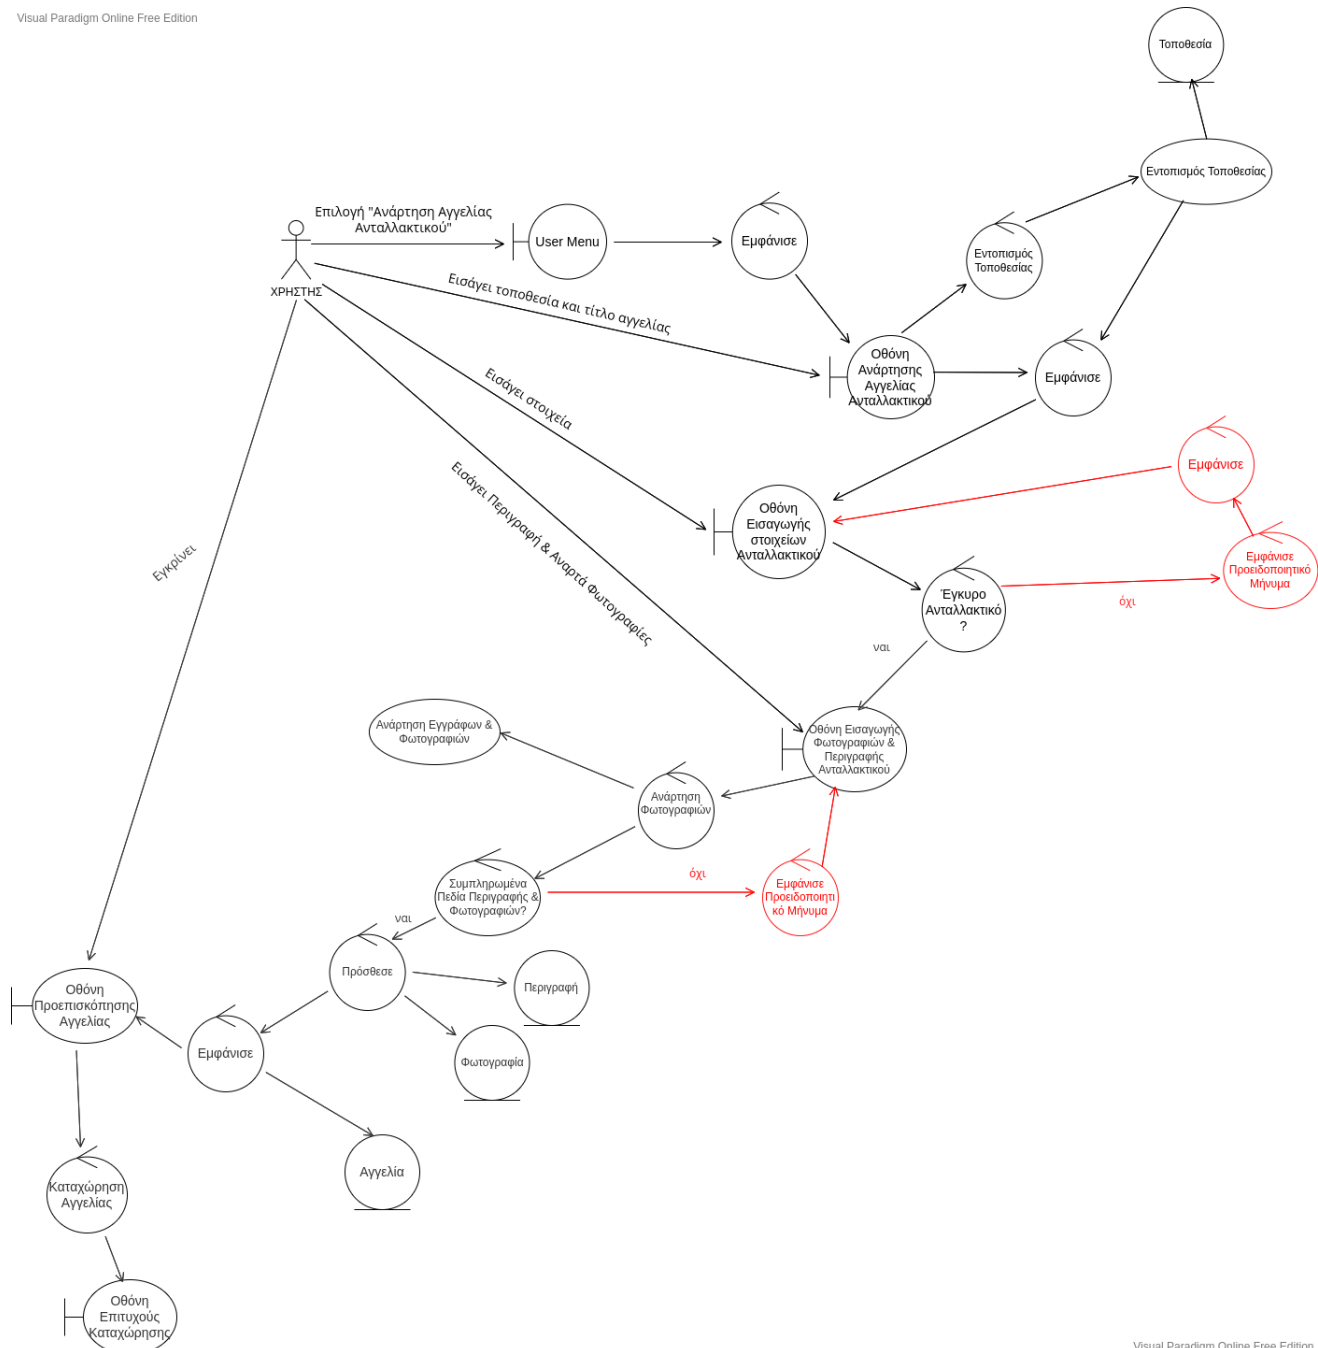 Visual Paradigm Online Free Edition
Τοποθεσία
Εντοπισμός Τοποθεσίας
Επιλογή "Ανάρτηση Αγγελίας
Ανταλλακτικού"
User Menu
Εμφάνισε
Εντοπισμός
Τοποθεσίας
ΧΡΗΣΤΗΣ
Εισάγει τοποθεσία και τίτλο αγγελίας
Οθόνη
Ανάρτησης
Αγγελίας
Ανταλλακτικού
Εμφάνισε
Εισάγει στοιχεία
Εισάγει Περιγραφή & Αναρτά Φωτογραφίες
Εμφάνισε
Οθόνη
Εισαγωγής
στοιχείων
Ανταλλακτικού
Εμφάνισε
Προειδοποιητικό
Μήνυμα
Εγκρίνει
Έγκυρο
Ανταλλακτικό
?
όχι
ναι
Ανάρτηση Εγγράφων &
Φωτογραφιών
Οθόνη Εισαγωγής
Φωτογραφιών &
Περιγραφής
Ανταλλακτικού
Ανάρτηση
Φωτογραφιών
όχι
Συμπληρωμένα
Πεδία Περιγραφής &
Φωτογραφιών?
Εμφάνισε
Προειδοποιητι
κό Μήνυμα
ναι
Πρόσθεσε
Περιγραφή
Οθόνη
Προεπισκόπησης
Αγγελίας
Εμφάνισε
Φωτογραφία
Αγγελία
Καταχώρηση
Αγγελίας
Οθόνη
Επιτυχούς
Καταχώρησης
Visual Paradigm Online Free Edition